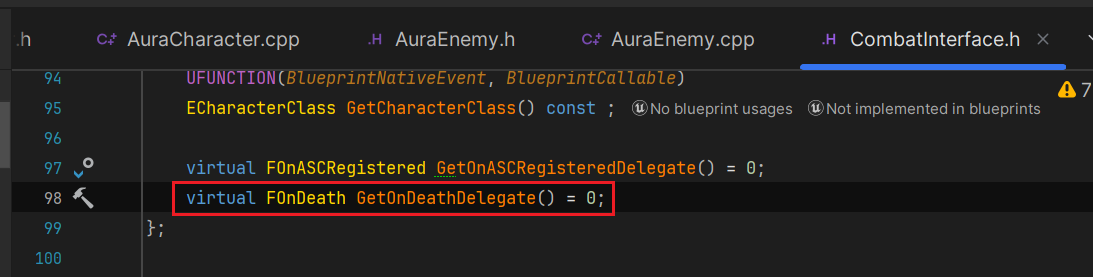 .h
AuraCharacter.cpp
AuraEnemy.h
AuraEnemy.cpp
CombatInterface.h
94 UFUNCTION(BlueprintNativeEvent, BlueprintCallable)
7
95 ECharacterClass GetCharacterClass() const ; No blueprint usages Not implemented in blueprints
96
97 virtual FOnASCRegistered GetOnASCRegisteredDelegate() = 0;
98 virtual FOnDeath GetOnDeathDelegate() = 0;
99 };
100